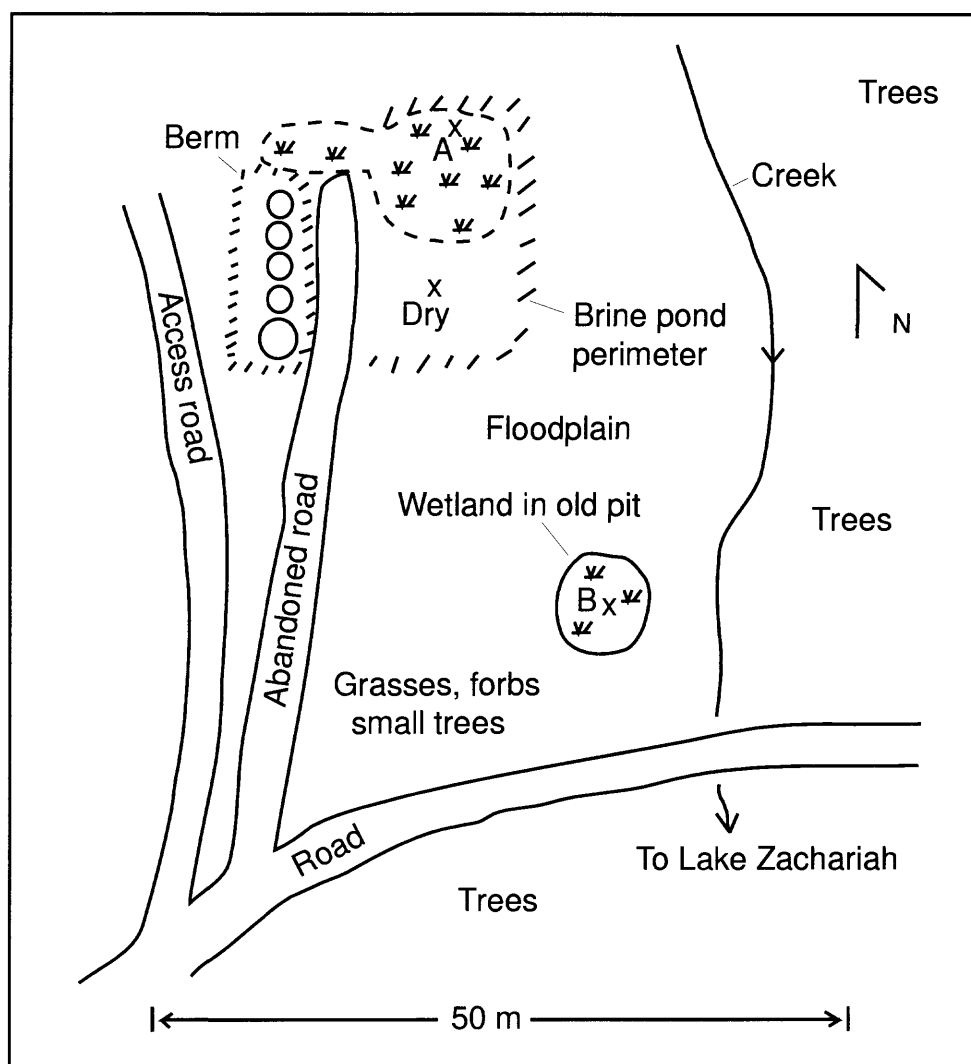 Trees
Berm
A
x
Creek
x
Dry
Brine pond
perimeter
N
Access road
Floodplain
Abandoned road
Wetland in old pit
Trees
B x
Grasses, forbs
small trees
Road
To Lake Zachariah
Trees
50 m